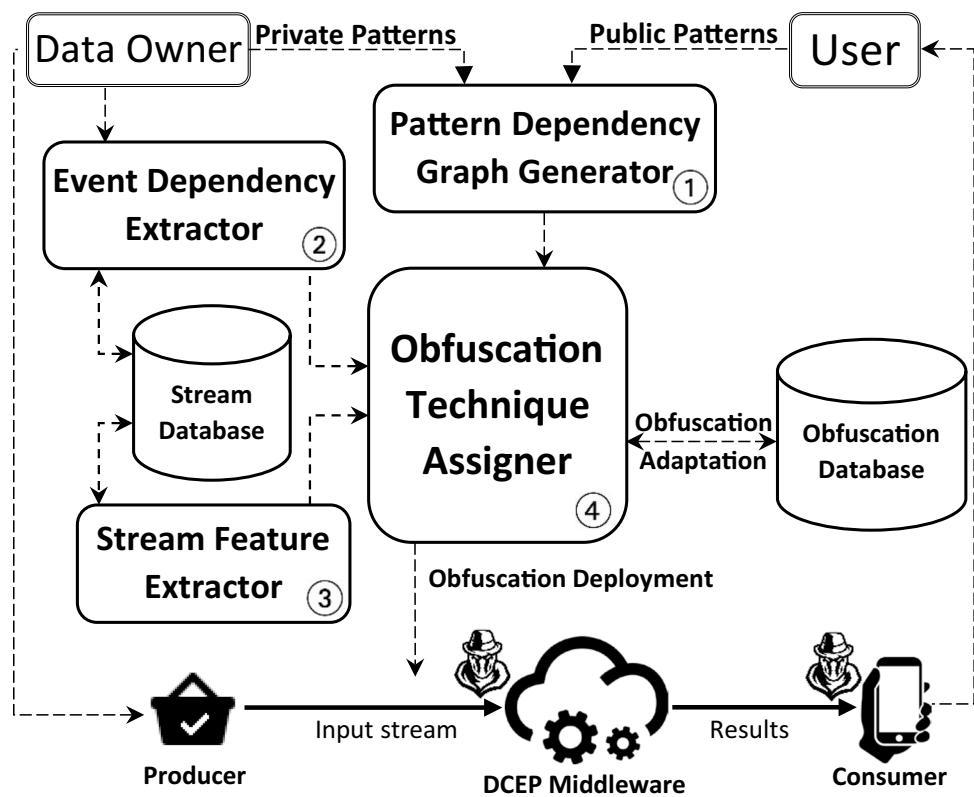 Data Owner
Private Patterns
Public Patterns
User
Pattern Dependency
Graph Generator
1
Event Dependency
Extractor
2
Stream
Database
Obfuscation
Technique
Assigner
4
Obfuscation
Adaptation
Obfuscation
Database
Stream Feature
Extractor
3
Obfuscation Deployment
Input stream
Results
Producer
DCEP Middleware
Consumer